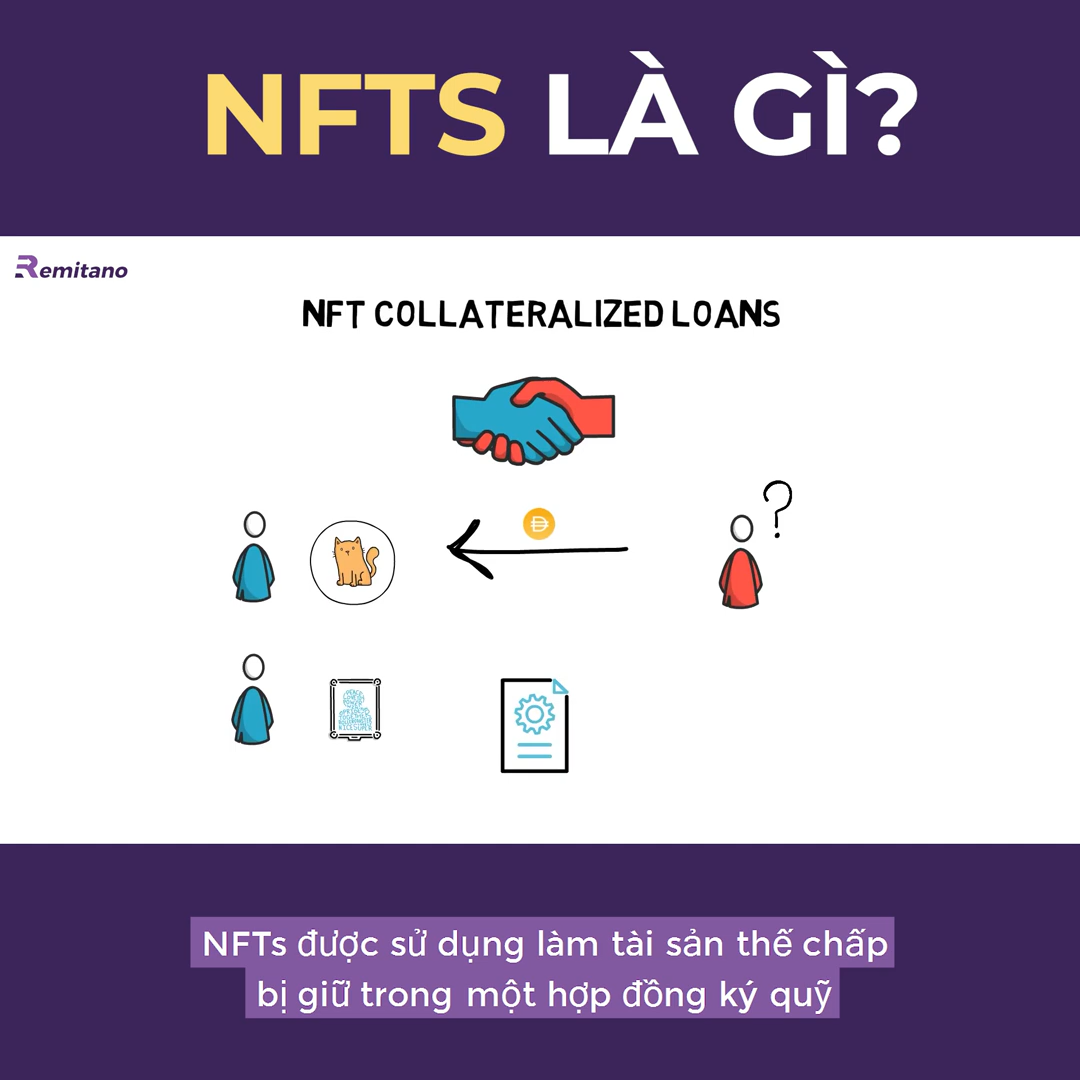 NFTS LÀ GÌ?
Remitano
NFT COLLATERALIZED LOANS
?
NFTs được sử dụng làm tài sản thế chấp
bị giữ trong một hợp đồng ký quỹ